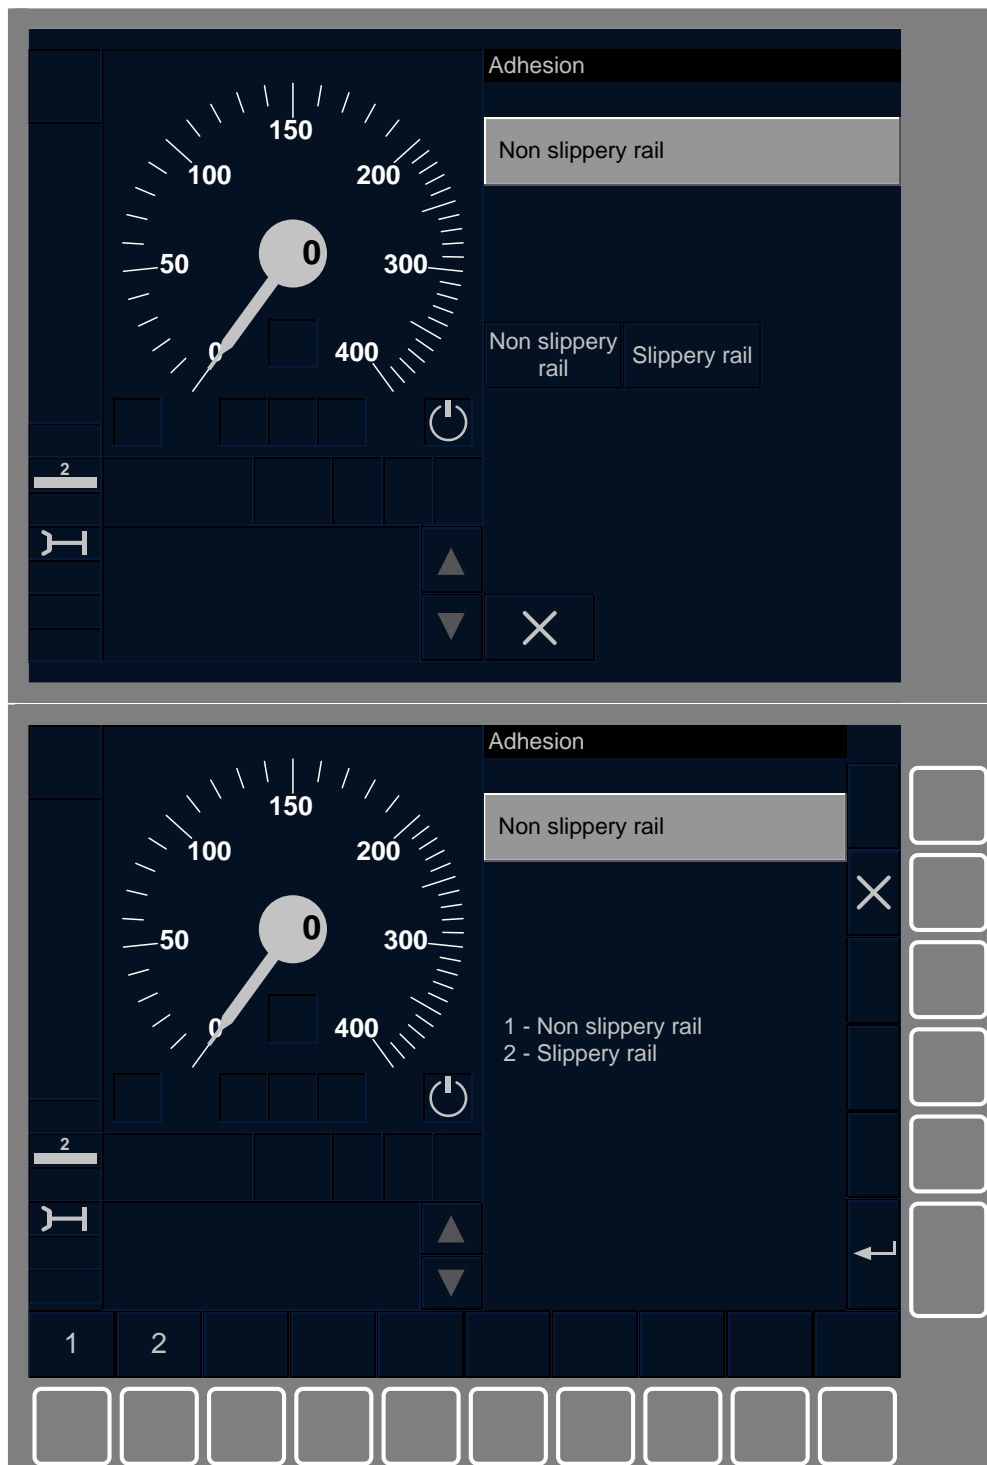 Adhesion
150
Non slippery rail
100
200
0
50
300
Non slippery
rail
Slippery rail
0
400
2
Adhesion
150
Non slippery rail
100
200
0
50
300
1 - Non slippery rail
2 - Slippery rail
0
400
2
1
2